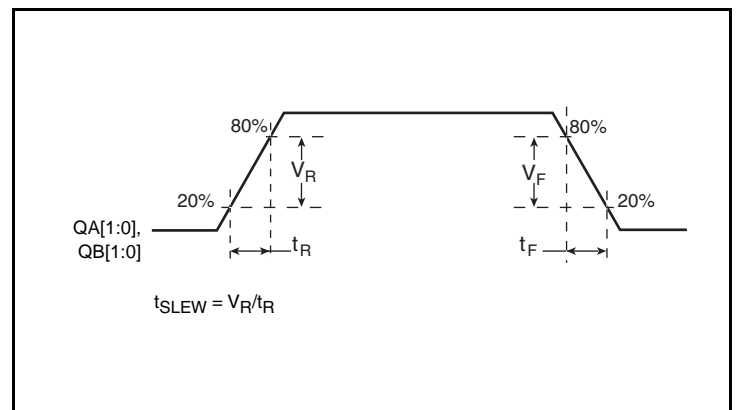 80%
80%
V_R
V_F
20%
20%
QA[1:0],
QB[1:0]
t_R
t_F
t_SLEW = V_R/t_R